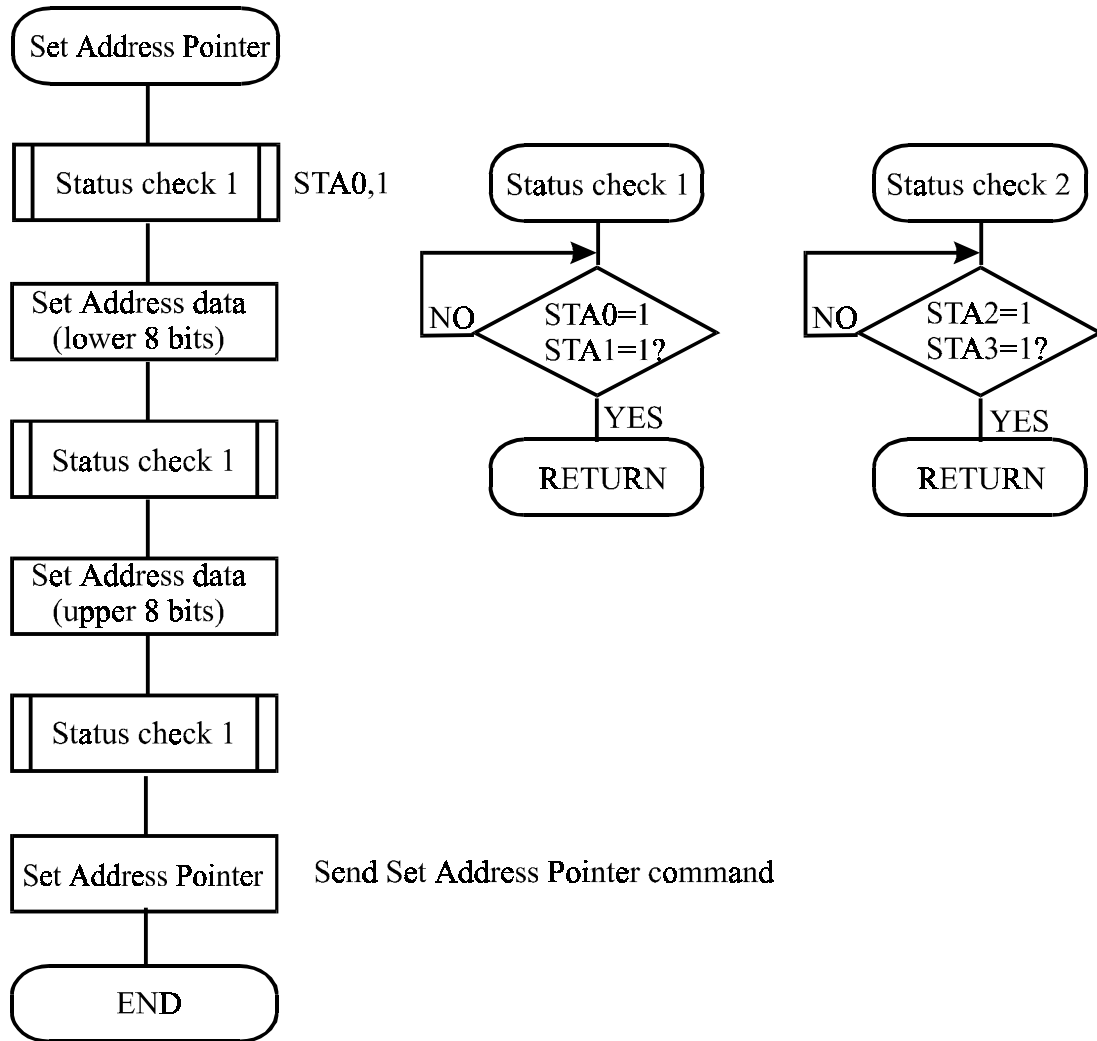 Set Address Pointer
Status check 1
STA0,1
Set Address data
(lower 8 bits)
Status check 1
Set Address data
(upper 8 bits)
Status check 1
Set Address Pointer
Send Set Address Pointer command
END
Status check 1
NO
STA0=1
STA1=1?
YES
RETURN
Status check 2
NO
STA2=1
STA3=1?
YES
RETURN